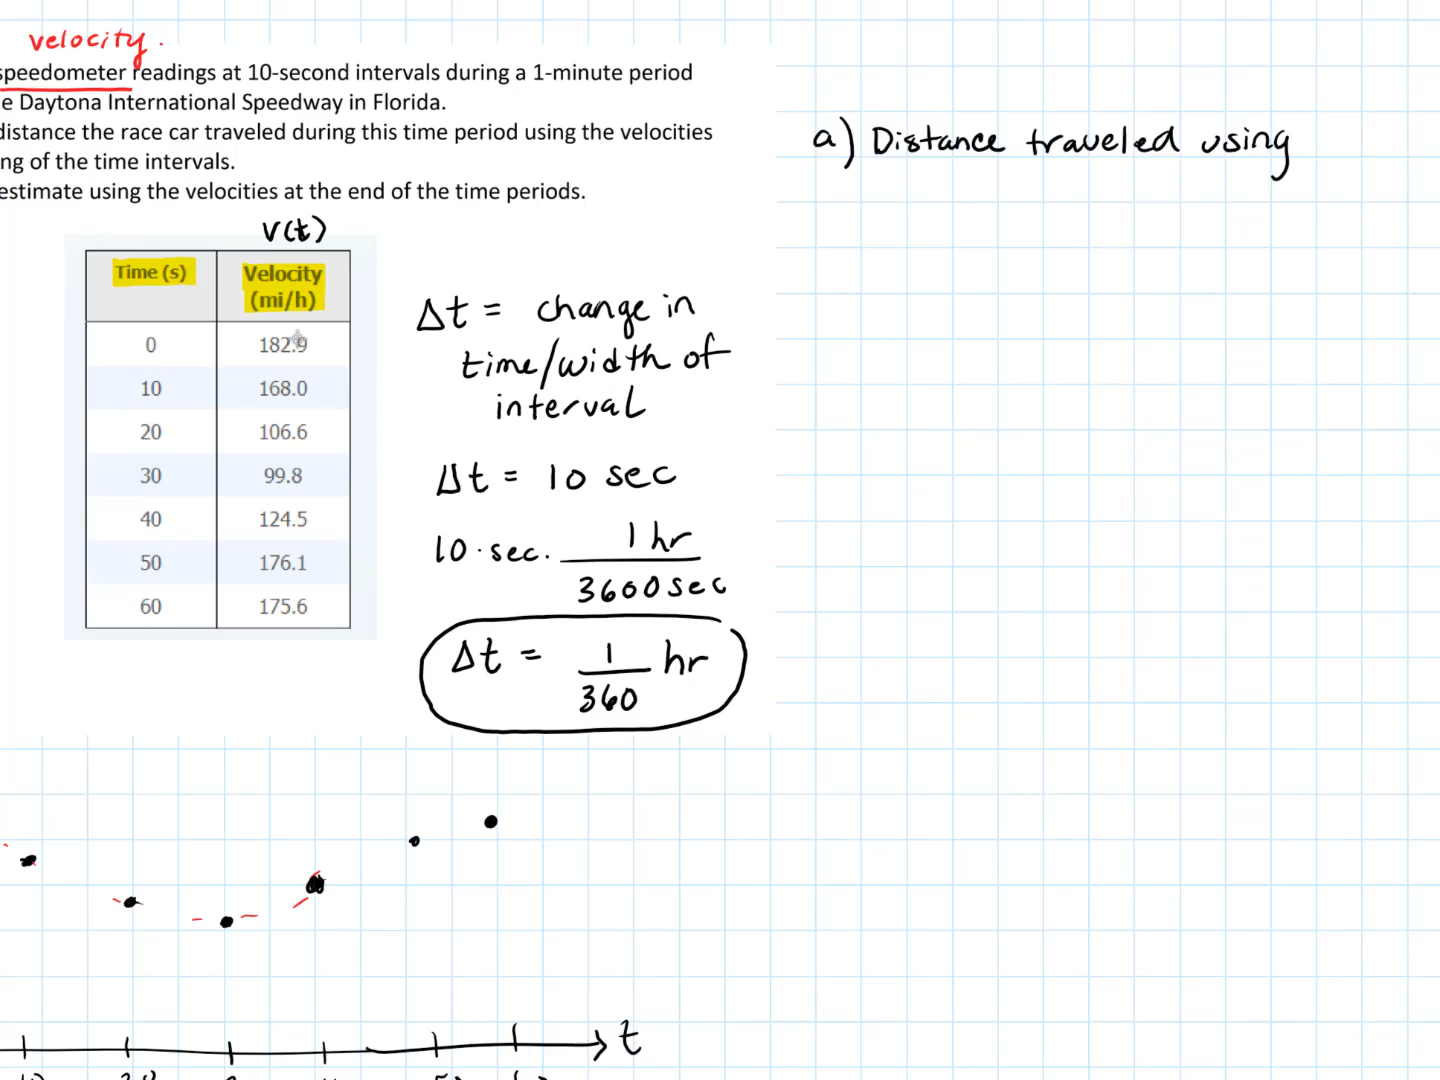 velocity.
speedometer readings at 10-second intervals during a 1-minute period
e Daytona International Speedway in Florida.
distance the race car traveled during this time period using the velocities
ng of the time intervals.
estimate using the velocities at the end of the time periods.
a) Distance traveled using
v(t)
Time (s) Velocity (mi/h)
0 182.9
10 168.0
20 106.6
30 99.8
40 124.5
50 176.1
60 175.6
Δt = change in
time/width of
interval
Δt = 10 sec
10·sec· 1 hr
3600 sec
Δt = 1 hr
360
t